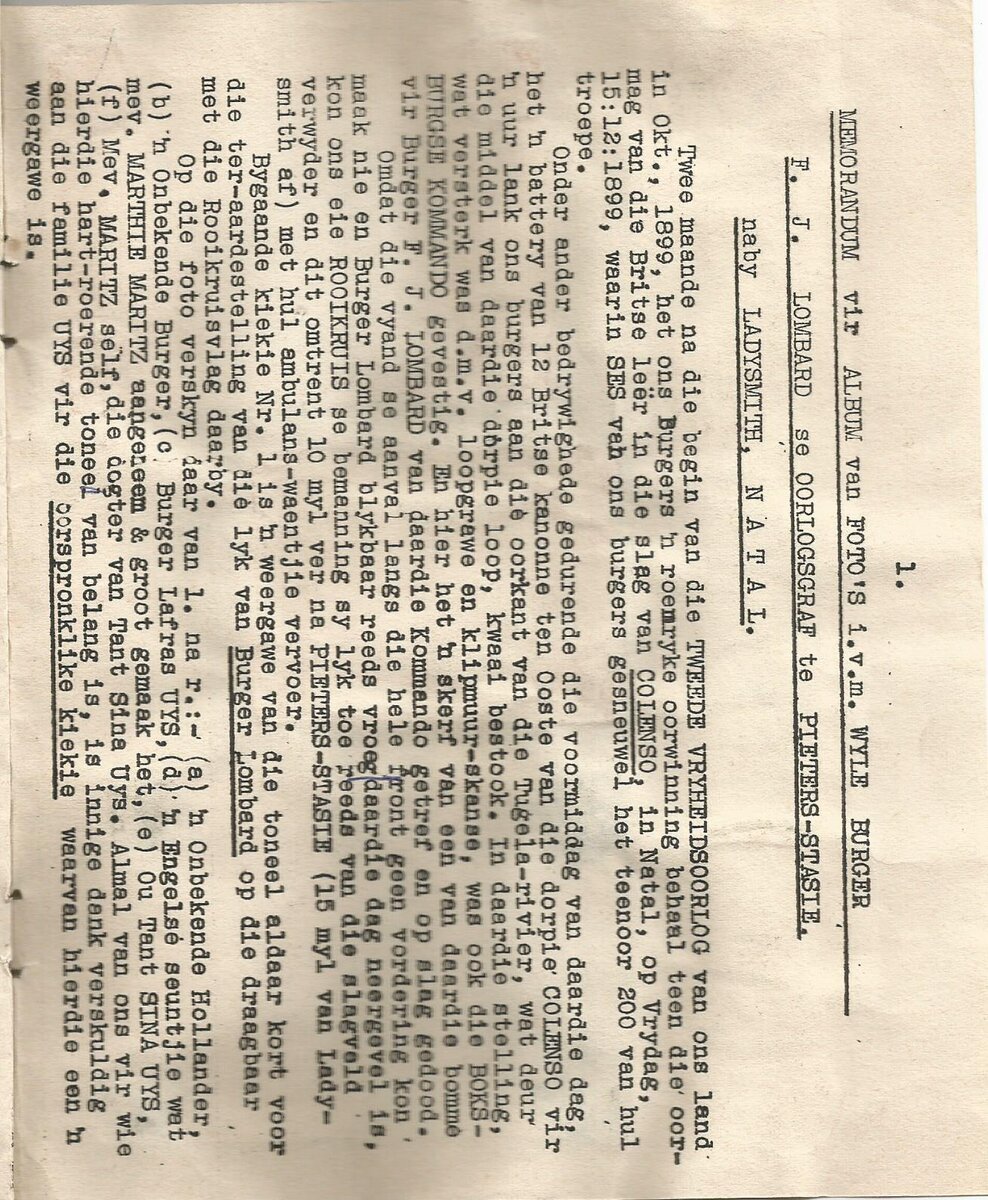 1.
MEMORANDUM vir ALBUM van FOTO'S i.v.m. WYLE BURGER
F. J. LOMBARD se OORLOGSGRAF te PIETERS-STASIE.
naby LADYSMITH, N A T A L.
Twee maande na die begin van die TWEEDE VRYHEIDSOORLOG van ons land
in Okt., 1899, het ons Burgers 'n roemryke oorwinning behaal teen die oor-
mag van die Britse leër in die slag van COLENSO, in Natal, op Vrydag,
15:12:1899, waarin SES van ons burgers gesneuwel het teenoor 200 van hul
troepe.
Onder ander bedrywighede gedurende die voormiddag van daardie dag,
het 'n battery van 12 Britse kanonne ten Ooste van die dorpie COLENSO vir
'n uur lank ons burgers aan die oorkant van die Tugela-rivier, wat deur
die middel van daardie dorpie loop, kwaai bestook. In daardie stelling,
wat versterk was d.m.v. loopgrawe en klipmuur-skanse, was ook die BOKS-
BURGSE KOMMANDO gevestig. En hier het 'n skerf van een van daardie bomme
vir Burger F. J. LOMBARD van daardie Kommando getref en op slag gedood.
Omdat die vyand se aanval langs die hele front geen vordering kon
maak nie en Burger Lombard blykbaar reeds vroeg daardie dag neergevel is,
kon ons eie ROOIKRUIS se bemanning sy lyk toe reeds van die slagveld
verwyder en dit omtrent 10 myl ver na PIETERS-STASIE (15 myl van Lady-
smith af) met hul ambulans-waentjie vervoer.
Bygaande kiekie Nr. 1 is 'n weergawe van die toneel aldaar kort voor
die ter-aardestelling van die lyk van Burger Lombard op die draagbaar
met die Rooikruisvlag daarby.
Op die foto verskyn daar van l. na r.:- (a) 'n Onbekende Hollander,
(b) 'n Onbekende Burger, (c) Burger Lafras UYS, (d) 'n Engelse seuntjie wat
mev. MARTHIE MARITZ aangeneem & groot gemaak het, (e) Ou Tant SINA UYS,
(f) Mev. MARITZ self, die dogter van Tant Sina Uys. Almal van ons vir wie
hierdie hart-roerende toneel van belang is, is innige dank verskuldig
aan die familie UYS vir die oorspronklike kiekie waarvan hierdie een 'n
weergawe is.